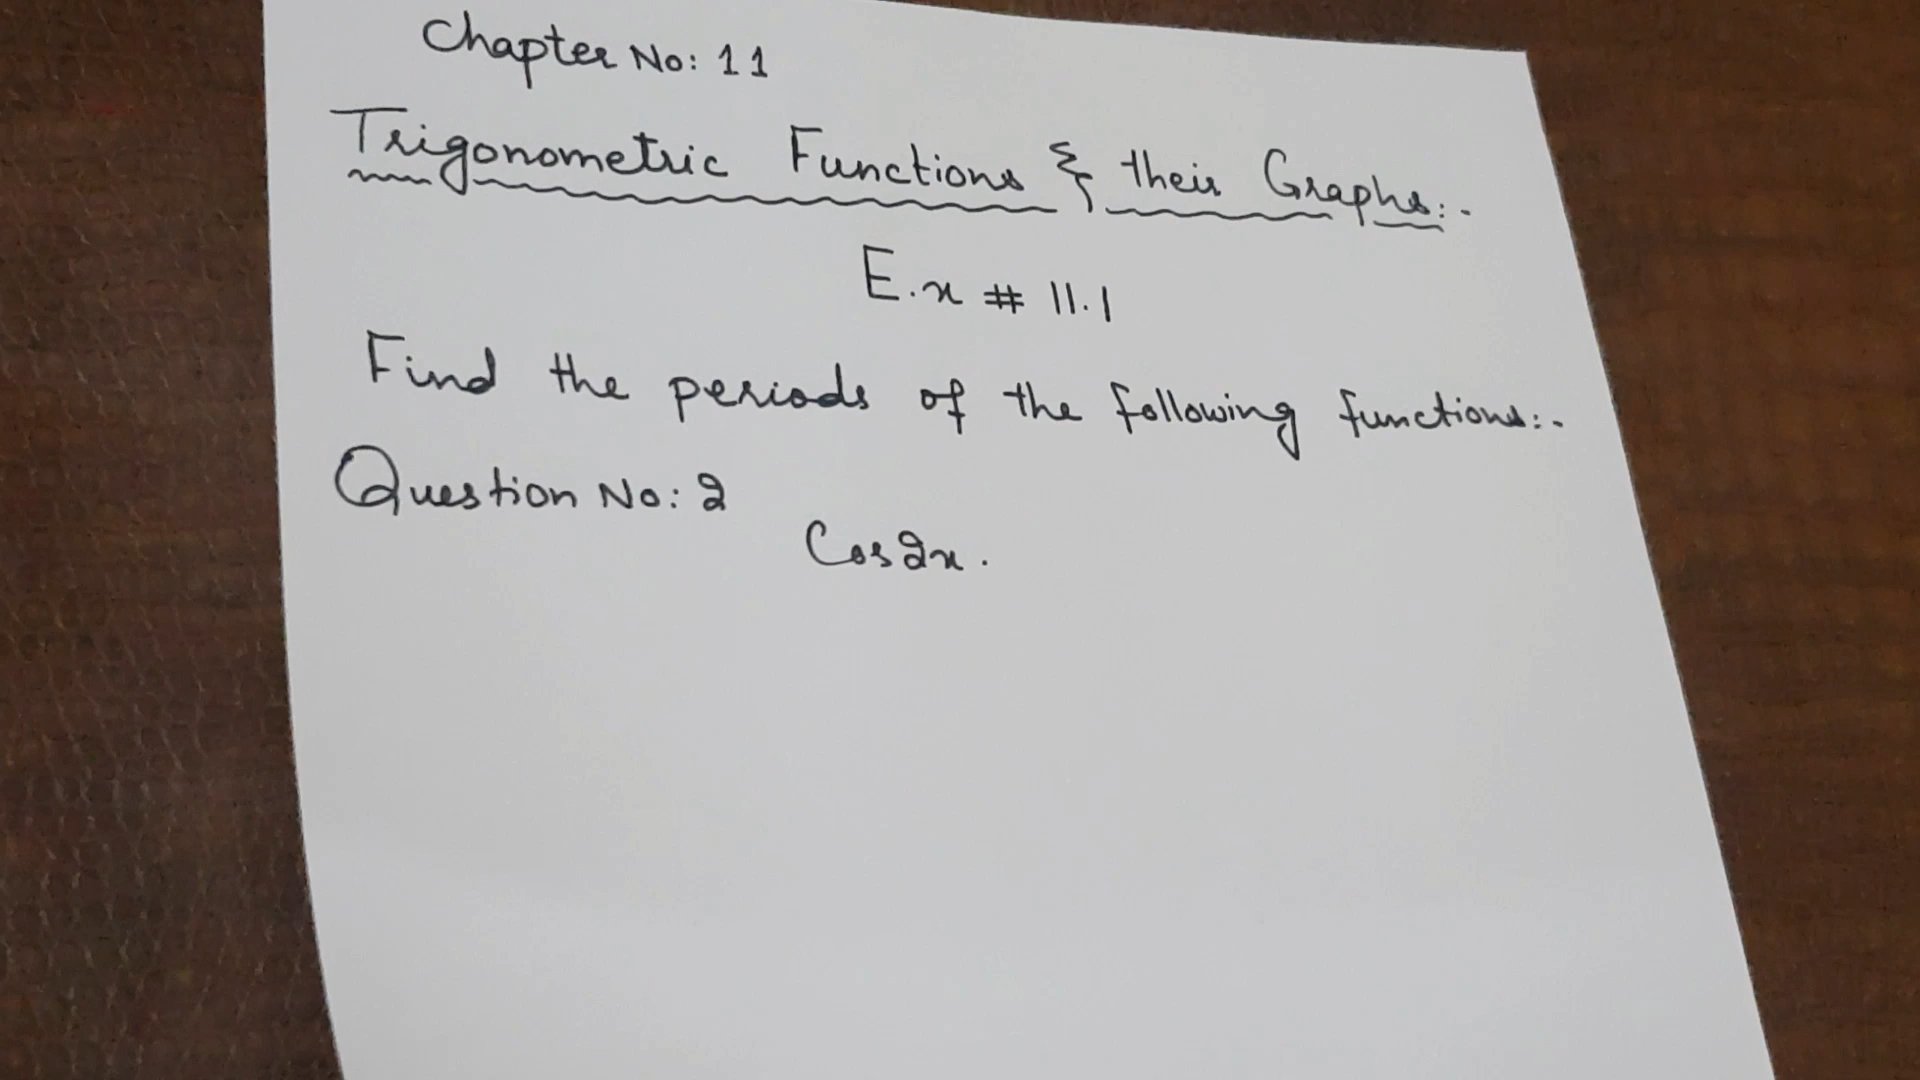 Chapter No: 11
Trigonometric Functions & their Graphs:-
E.x # 11.1
Find the periods of the following functions:-
Question No: 2
Cos2x.